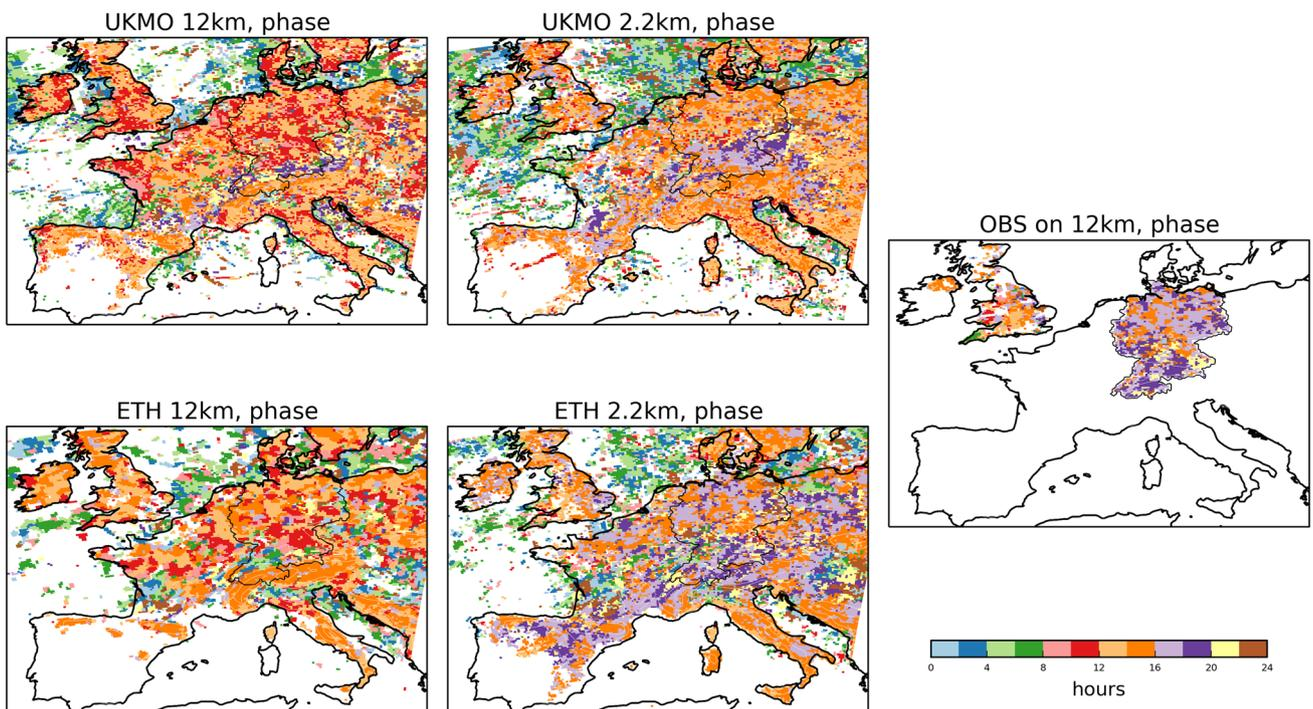 UKMO 12km, phase
UKMO 2.2km, phase
OBS on 12km, phase
ETH 12km, phase
ETH 2.2km, phase
0 4 8 12 16 20 24
hours